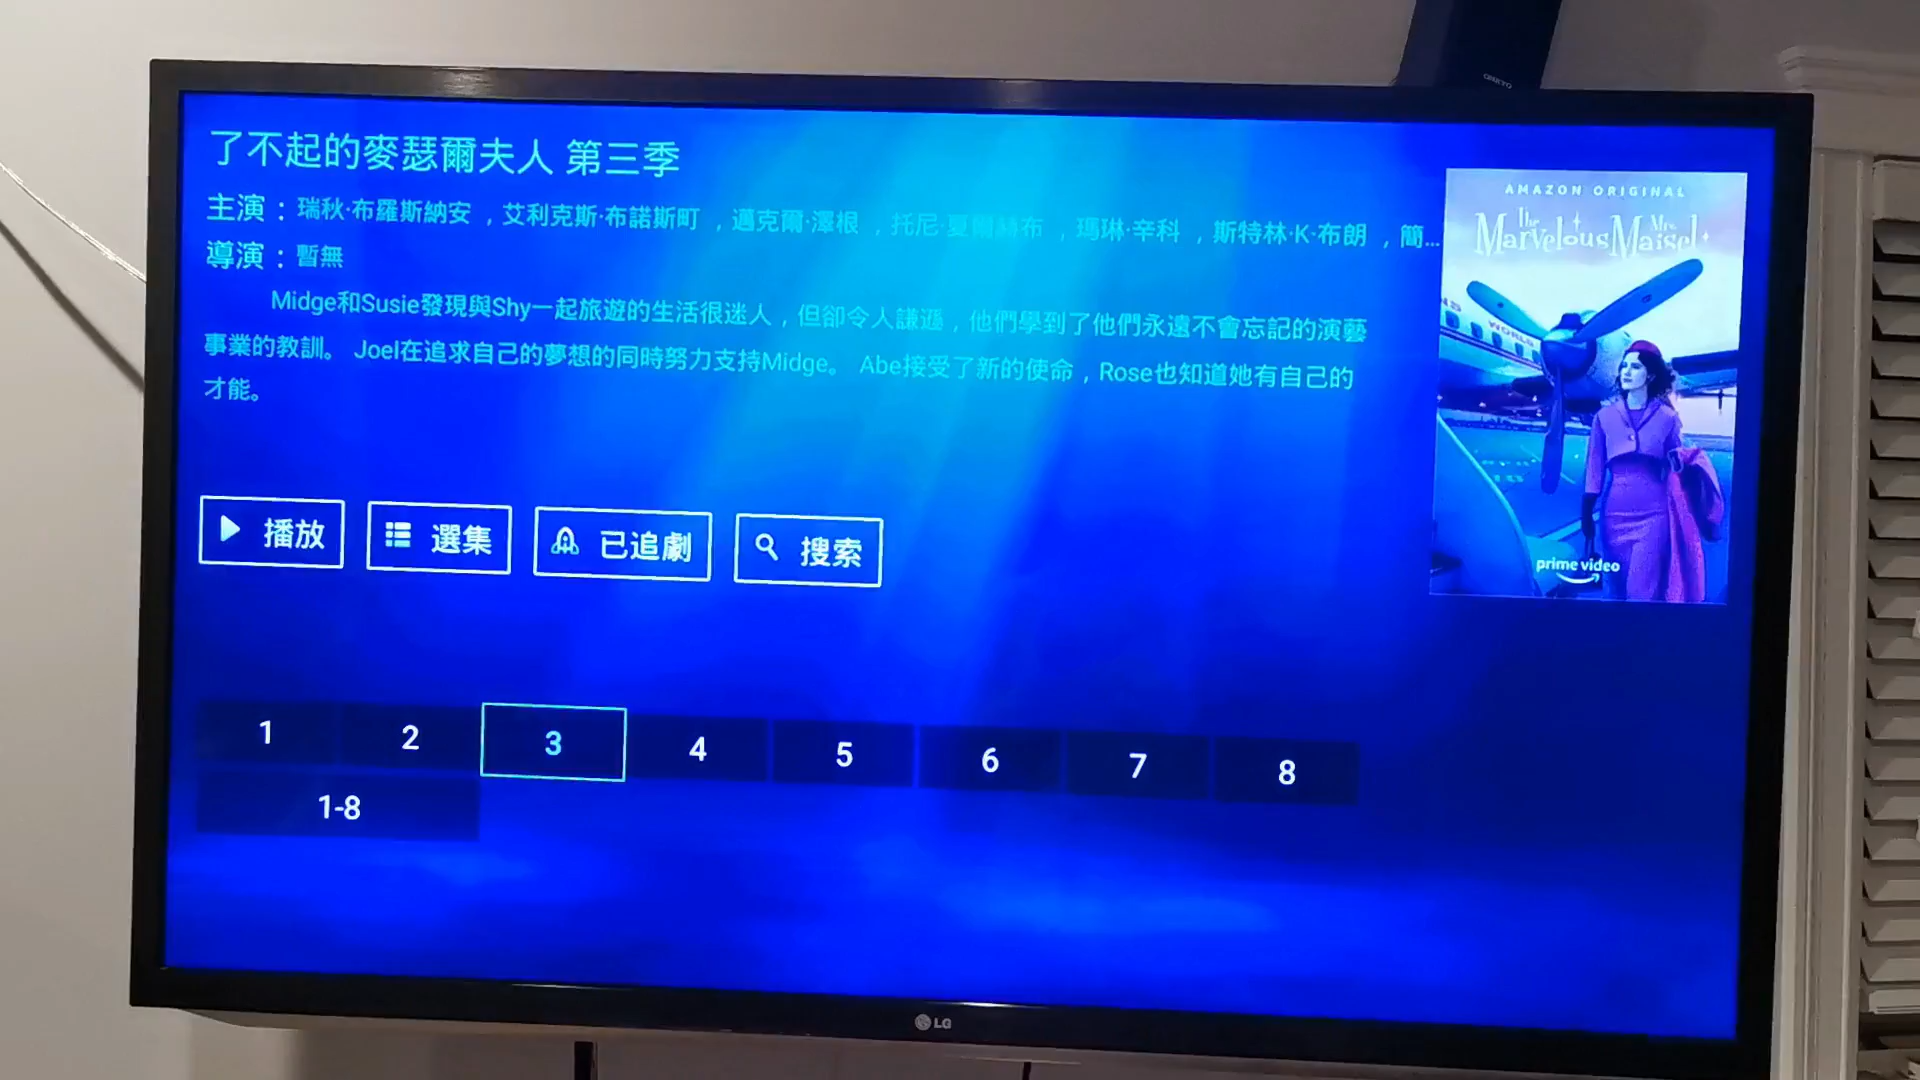 了不起的麥瑟爾夫人 第三季
主演：瑞秋·布羅斯納安 ，艾利克斯·布諾斯町 ，邁克爾·澤根 ，托尼·夏爾赫布 ，瑪琳·辛科 ，斯特林·K·布朗 ，簡...
導演：暫無
Midge和Susie發現與Shy一起旅遊的生活很迷人，但卻令人謙遜，他們學到了他們永遠不會忘記的演藝
事業的教訓。 Joel在追求自己的夢想的同時努力支持Midge。 Abe接受了新的使命，Rose也知道她有自己的
才能。
AMAZON ORIGINAL
The Marvelous Mrs. Maisel
WORLD
prime video
播放
選集
已追劇
搜索
1
2
3
4
5
6
7
8
1-8
LG
ONKYO